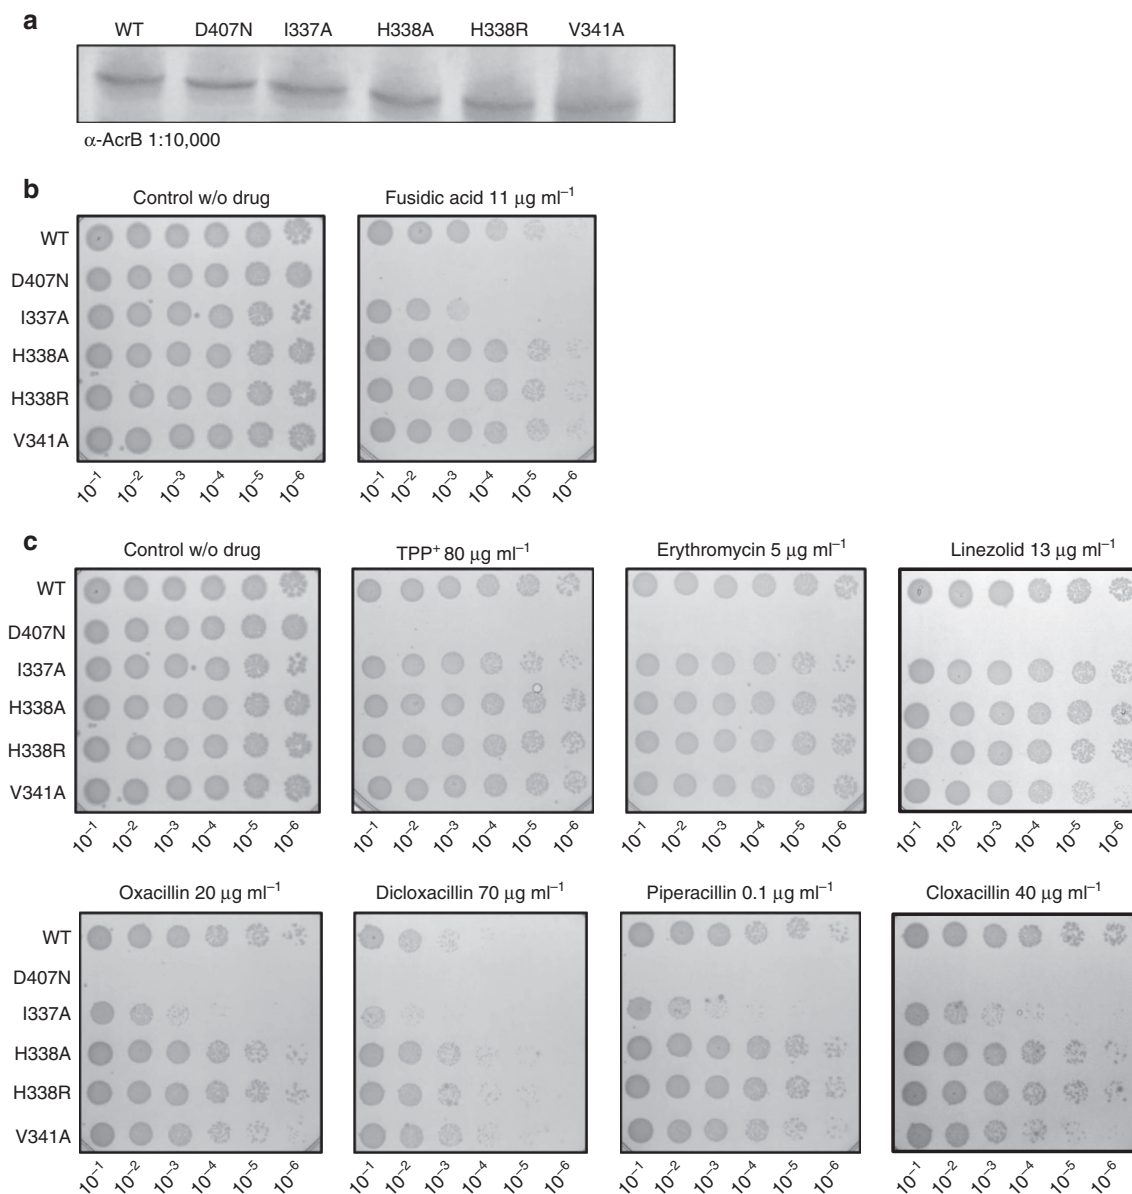 a
WT D407N I337A H338A H338R V341A
α-AcrB 1:10,000
b
Control w/o drug Fusidic acid 11 μg ml⁻¹
WT
D407N
I337A
H338A
H338R
V341A
10⁻¹ 10⁻² 10⁻³ 10⁻⁴ 10⁻⁵ 10⁻⁶ 10⁻¹ 10⁻² 10⁻³ 10⁻⁴ 10⁻⁵ 10⁻⁶
c
Control w/o drug TPP⁺ 80 μg ml⁻¹ Erythromycin 5 μg ml⁻¹ Linezolid 13 μg ml⁻¹
WT
D407N
I337A
H338A
H338R
V341A
10⁻¹ 10⁻² 10⁻³ 10⁻⁴ 10⁻⁵ 10⁻⁶ 10⁻¹ 10⁻² 10⁻³ 10⁻⁴ 10⁻⁵ 10⁻⁶ 10⁻¹ 10⁻² 10⁻³ 10⁻⁴ 10⁻⁵ 10⁻⁶ 10⁻¹ 10⁻² 10⁻³ 10⁻⁴ 10⁻⁵ 10⁻⁶
Oxacillin 20 μg ml⁻¹ Dicloxacillin 70 μg ml⁻¹ Piperacillin 0.1 μg ml⁻¹ Cloxacillin 40 μg ml⁻¹
WT
D407N
I337A
H338A
H338R
V341A
10⁻¹ 10⁻² 10⁻³ 10⁻⁴ 10⁻⁵ 10⁻⁶ 10⁻¹ 10⁻² 10⁻³ 10⁻⁴ 10⁻⁵ 10⁻⁶ 10⁻¹ 10⁻² 10⁻³ 10⁻⁴ 10⁻⁵ 10⁻⁶ 10⁻¹ 10⁻² 10⁻³ 10⁻⁴ 10⁻⁵ 10⁻⁶